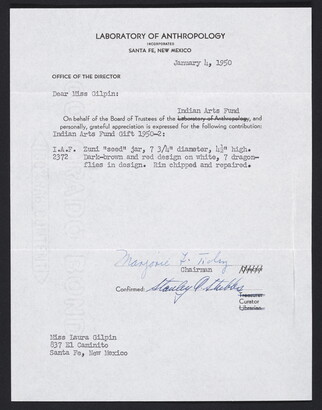 LABORATORY OF ANTHROPOLOGY
INCORPORATED
SANTA FE, NEW MEXICO
January 4, 1950
OFFICE OF THE DIRECTOR
Dear Miss Gilpin:
Indian Arts Fund
On behalf of the Board of Trustees of the Laboratory of Anthropology, and
personally, grateful appreciation is expressed for the following contribution:
Indian Arts Fund Gift 1950-2:
I.A.F. Zuni "seed" jar, 7 3/4" diameter, 4½" high.
2372 Dark-brown and red design on white, 7 dragon-
flies in design. Rim chipped and repaired.
Marjorie F.
Chairman
Confirmed: Stanley A Stubbs
Treasurer
Curator
Librarian
Miss Laura Gilpin
837 El Caminito
Santa Fe, New Mexico